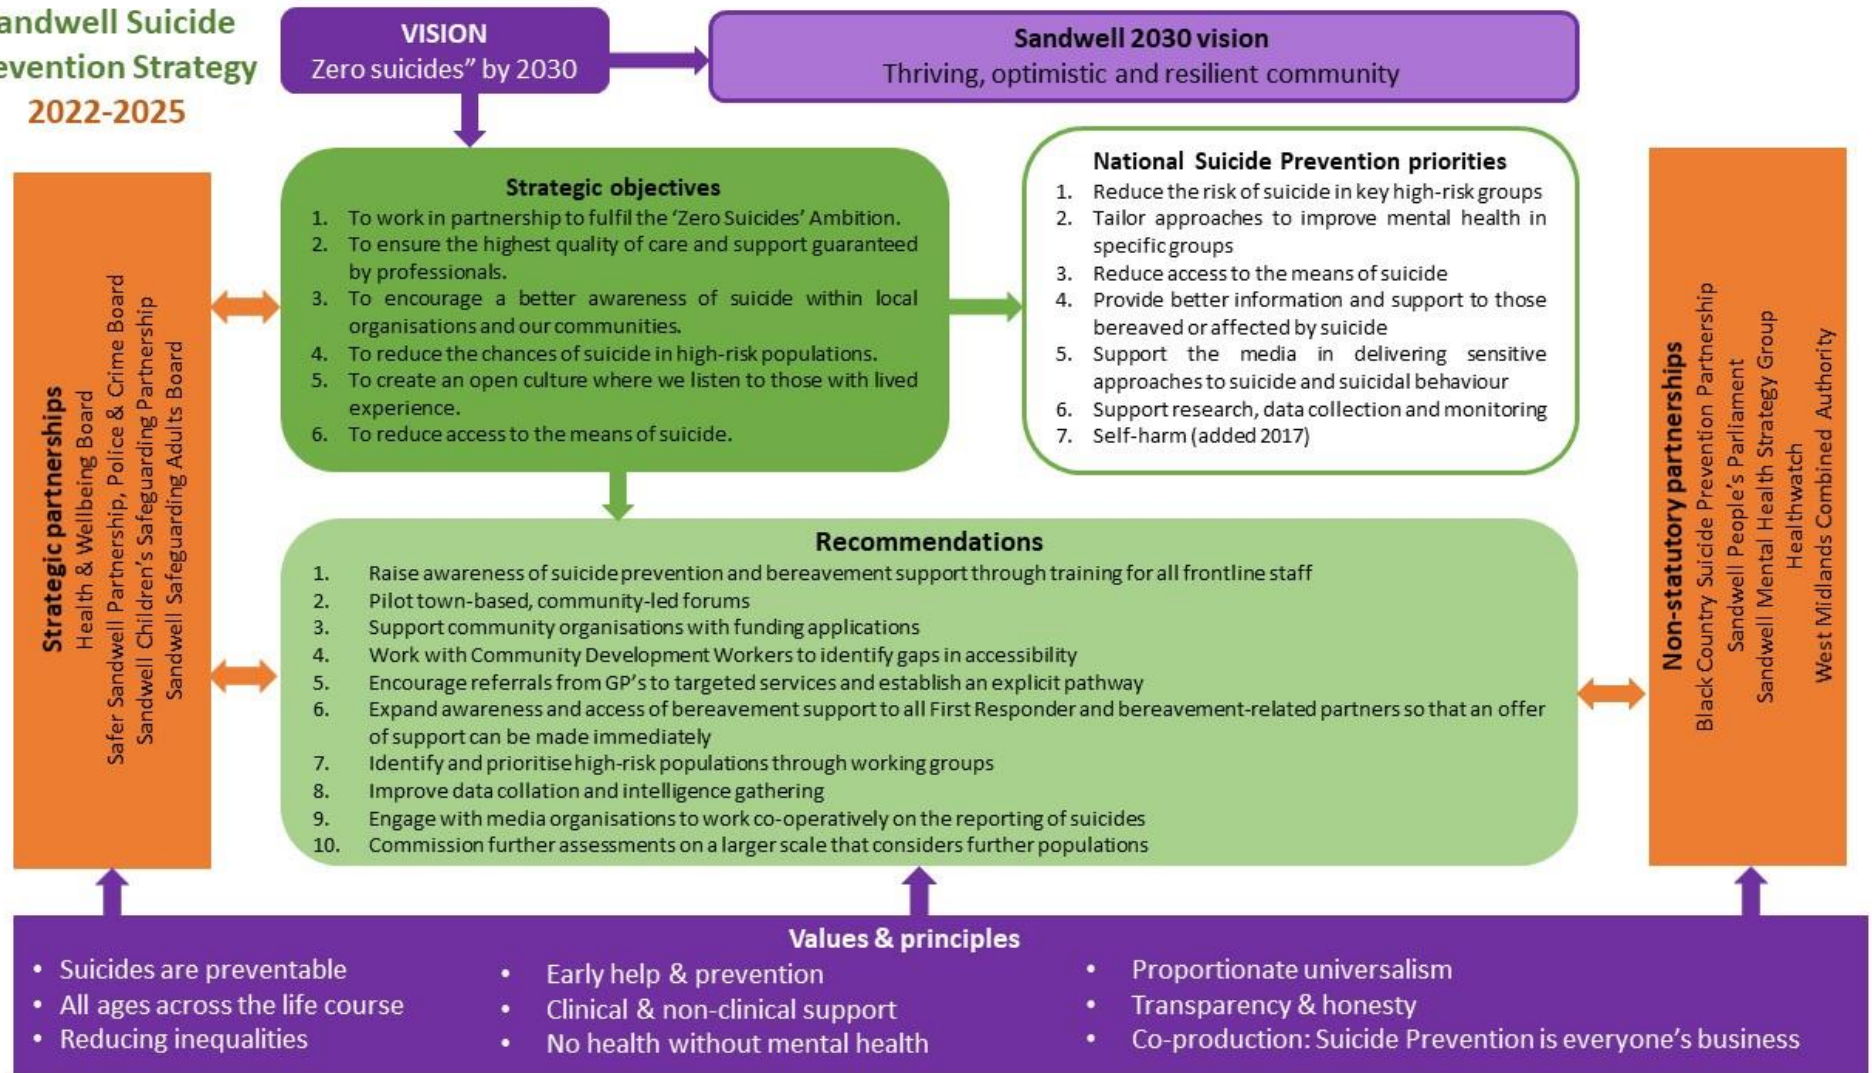 andwell Suicide
evention Strategy
2022-2025
VISION
Zero suicides” by 2030
Sandwell 2030 vision
Thriving, optimistic and resilient community
Strategic objectives
1. To work in partnership to fulfil the ‘Zero Suicides’ Ambition.
2. To ensure the highest quality of care and support guaranteed
by professionals.
3. To encourage a better awareness of suicide within local
organisations and our communities.
4. To reduce the chances of suicide in high-risk populations.
5. To create an open culture where we listen to those with lived
experience.
6. To reduce access to the means of suicide.
National Suicide Prevention priorities
1. Reduce the risk of suicide in key high-risk groups
2. Tailor approaches to improve mental health in
specific groups
3. Reduce access to the means of suicide
4. Provide better information and support to those
bereaved or affected by suicide
5. Support the media in delivering sensitive
approaches to suicide and suicidal behaviour
6. Support research, data collection and monitoring
7. Self-harm (added 2017)
Strategic partnerships
Health & Wellbeing Board
Safer Sandwell Partnership, Police & Crime Board
Sandwell Children’s Safeguarding Partnership
Sandwell Safeguarding Adults Board
Recommendations
1. Raise awareness of suicide prevention and bereavement support through training for all frontline staff
2. Pilot town-based, community-led forums
3. Support community organisations with funding applications
4. Work with Community Development Workers to identify gaps in accessibility
5. Encourage referrals from GP’s to targeted services and establish an explicit pathway
6. Expand awareness and access of bereavement support to all First Responder and bereavement-related partners so that an offer
of support can be made immediately
7. Identify and prioritise high-risk populations through working groups
8. Improve data collation and intelligence gathering
9. Engage with media organisations to work co-operatively on the reporting of suicides
10. Commission further assessments on a larger scale that considers further populations
Non-statutory partnerships
Black Country Suicide Prevention Partnership
Sandwell People’s Parliament
Sandwell Mental Health Strategy Group
Healthwatch
West Midlands Combined Authority
Values & principles
• Suicides are preventable
• All ages across the life course
• Reducing inequalities
• Early help & prevention
• Clinical & non-clinical support
• No health without mental health
• Proportionate universalism
• Transparency & honesty
• Co-production: Suicide Prevention is everyone’s business